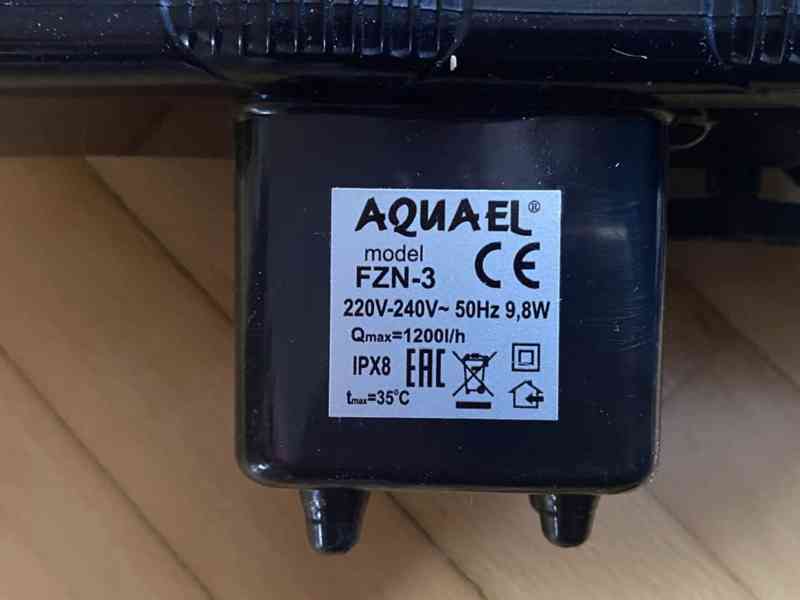 AQUAEL®
model
FZN-3
CE
220V-240V~ 50Hz 9,8W
Qmax=1200l/h
IPX8 EAC
tmax=35°C